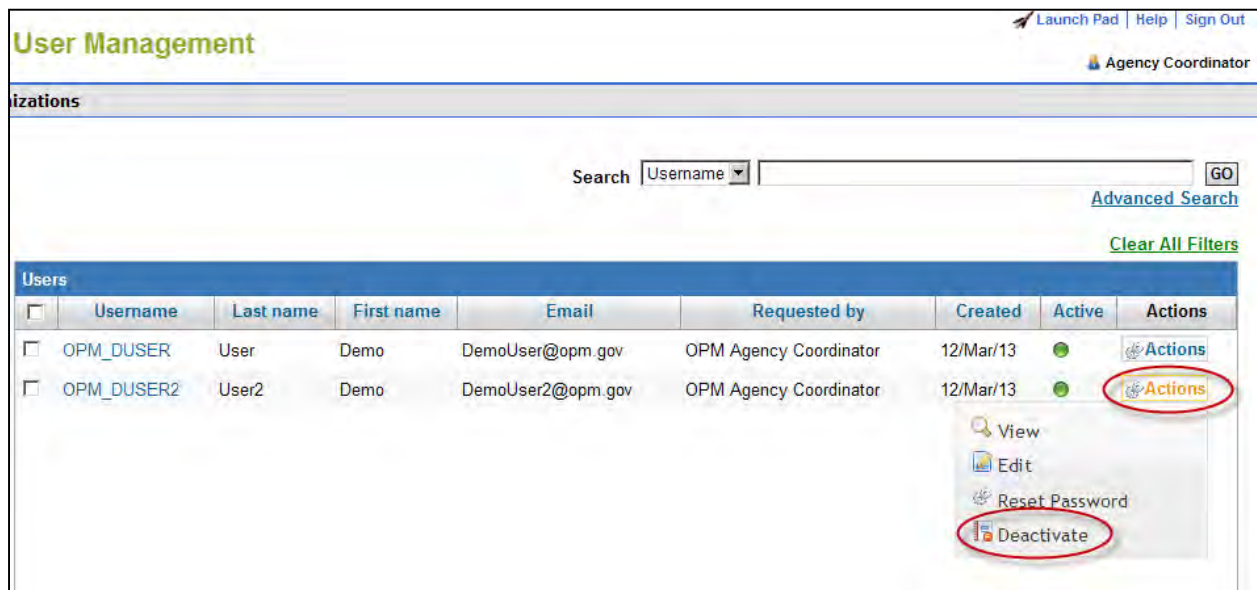 Launch Pad | Help | Sign Out
User Management
Agency Coordinator
izations
Search Username GO
Advanced Search
Clear All Filters
Users
Username Last name First name Email Requested by Created Active Actions
OPM_DUSER User Demo DemoUser@opm.gov OPM Agency Coordinator 12/Mar/13 Actions
OPM_DUSER2 User2 Demo DemoUser2@opm.gov OPM Agency Coordinator 12/Mar/13 Actions
View
Edit
Reset Password
Deactivate